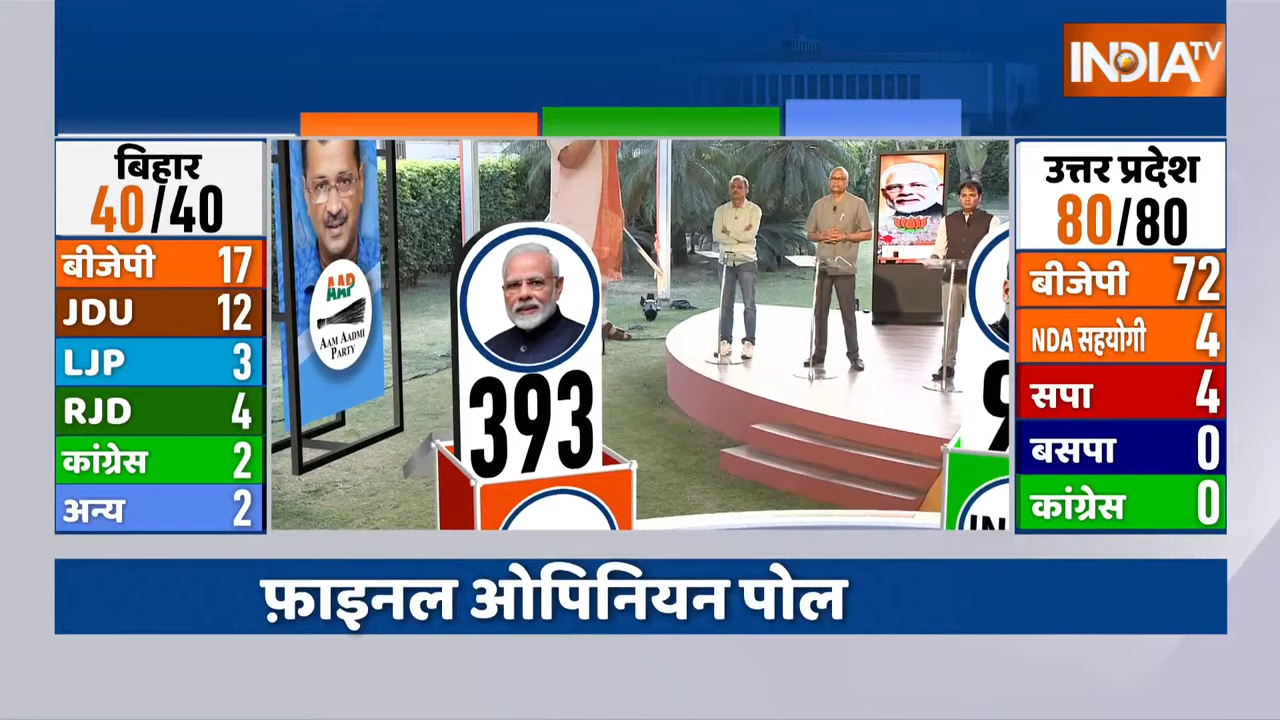 INDIA TV
बिहार
40/40
बीजेपी 17
JDU 12
LJP 3
RJD 4
कांग्रेस 2
अन्य 2
AAP
AAM AADMI
PARTY
393
उत्तर प्रदेश
80/80
बीजेपी 72
NDA सहयोगी 4
सपा 4
बसपा 0
कांग्रेस 0
फ़ाइनल ओपिनियन पोल